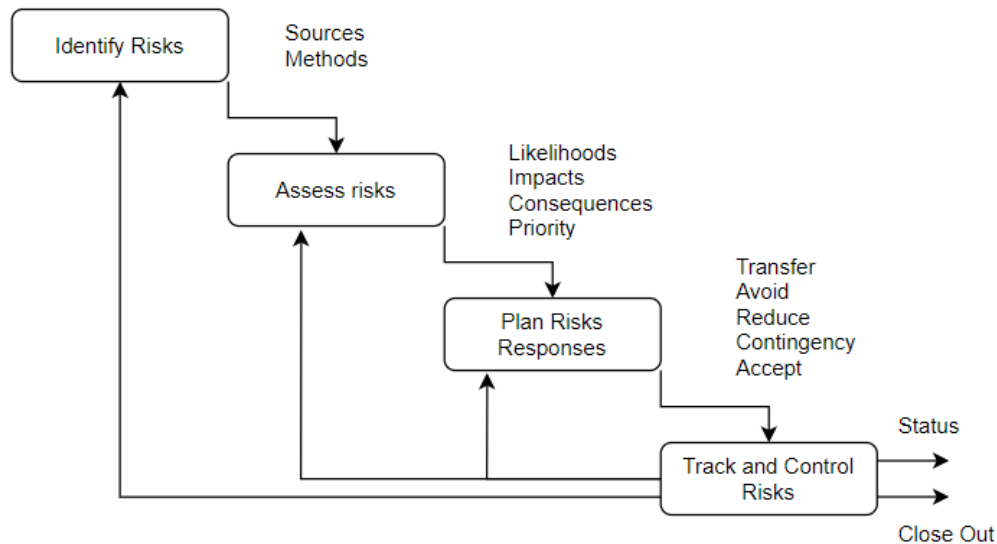 Identify Risks
Sources
Methods
Assess risks
Likelihoods
Impacts
Consequences
Priority
Plan Risks
Responses
Transfer
Avoid
Reduce
Contingency
Accept
Track and Control
Risks
Status
Close Out